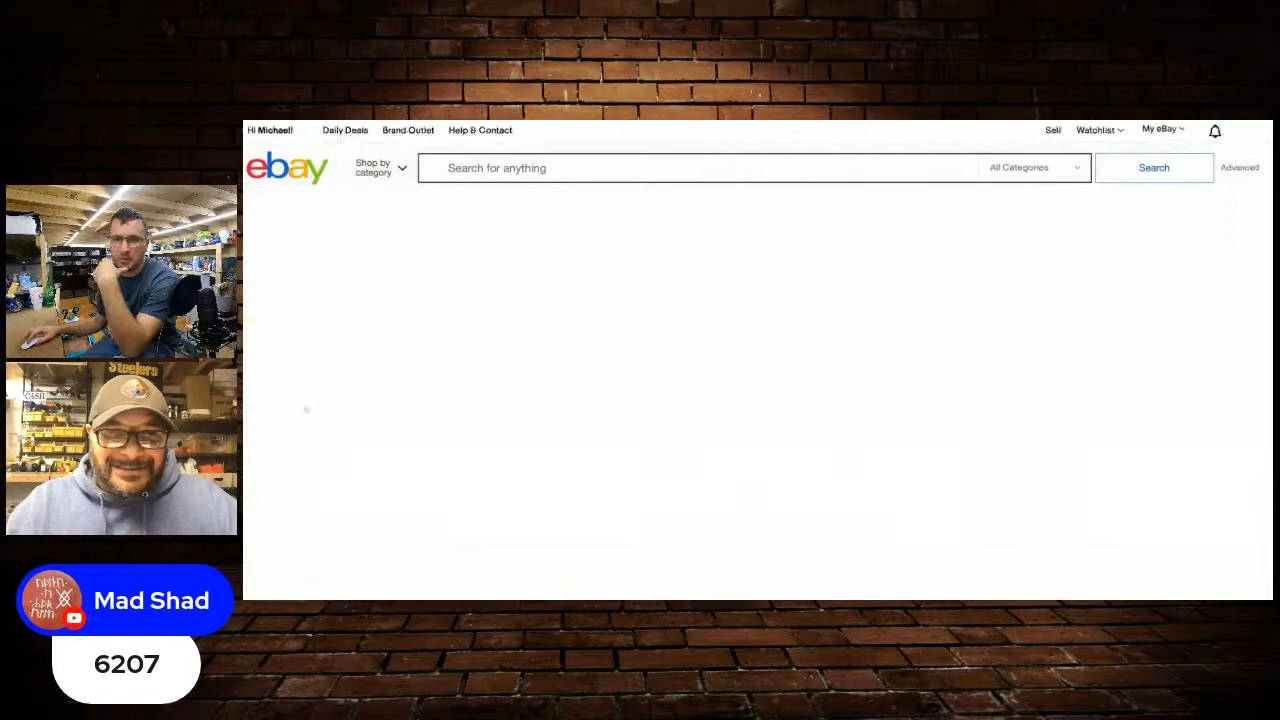 Hi Michael!
Daily Deals
Brand Outlet
Help & Contact
Sell
Watchlist
My eBay
ebay
Shop by
category
Search for anything
All Categories
Search
Advanced
Steelers
CASH
Mad Shad
6207